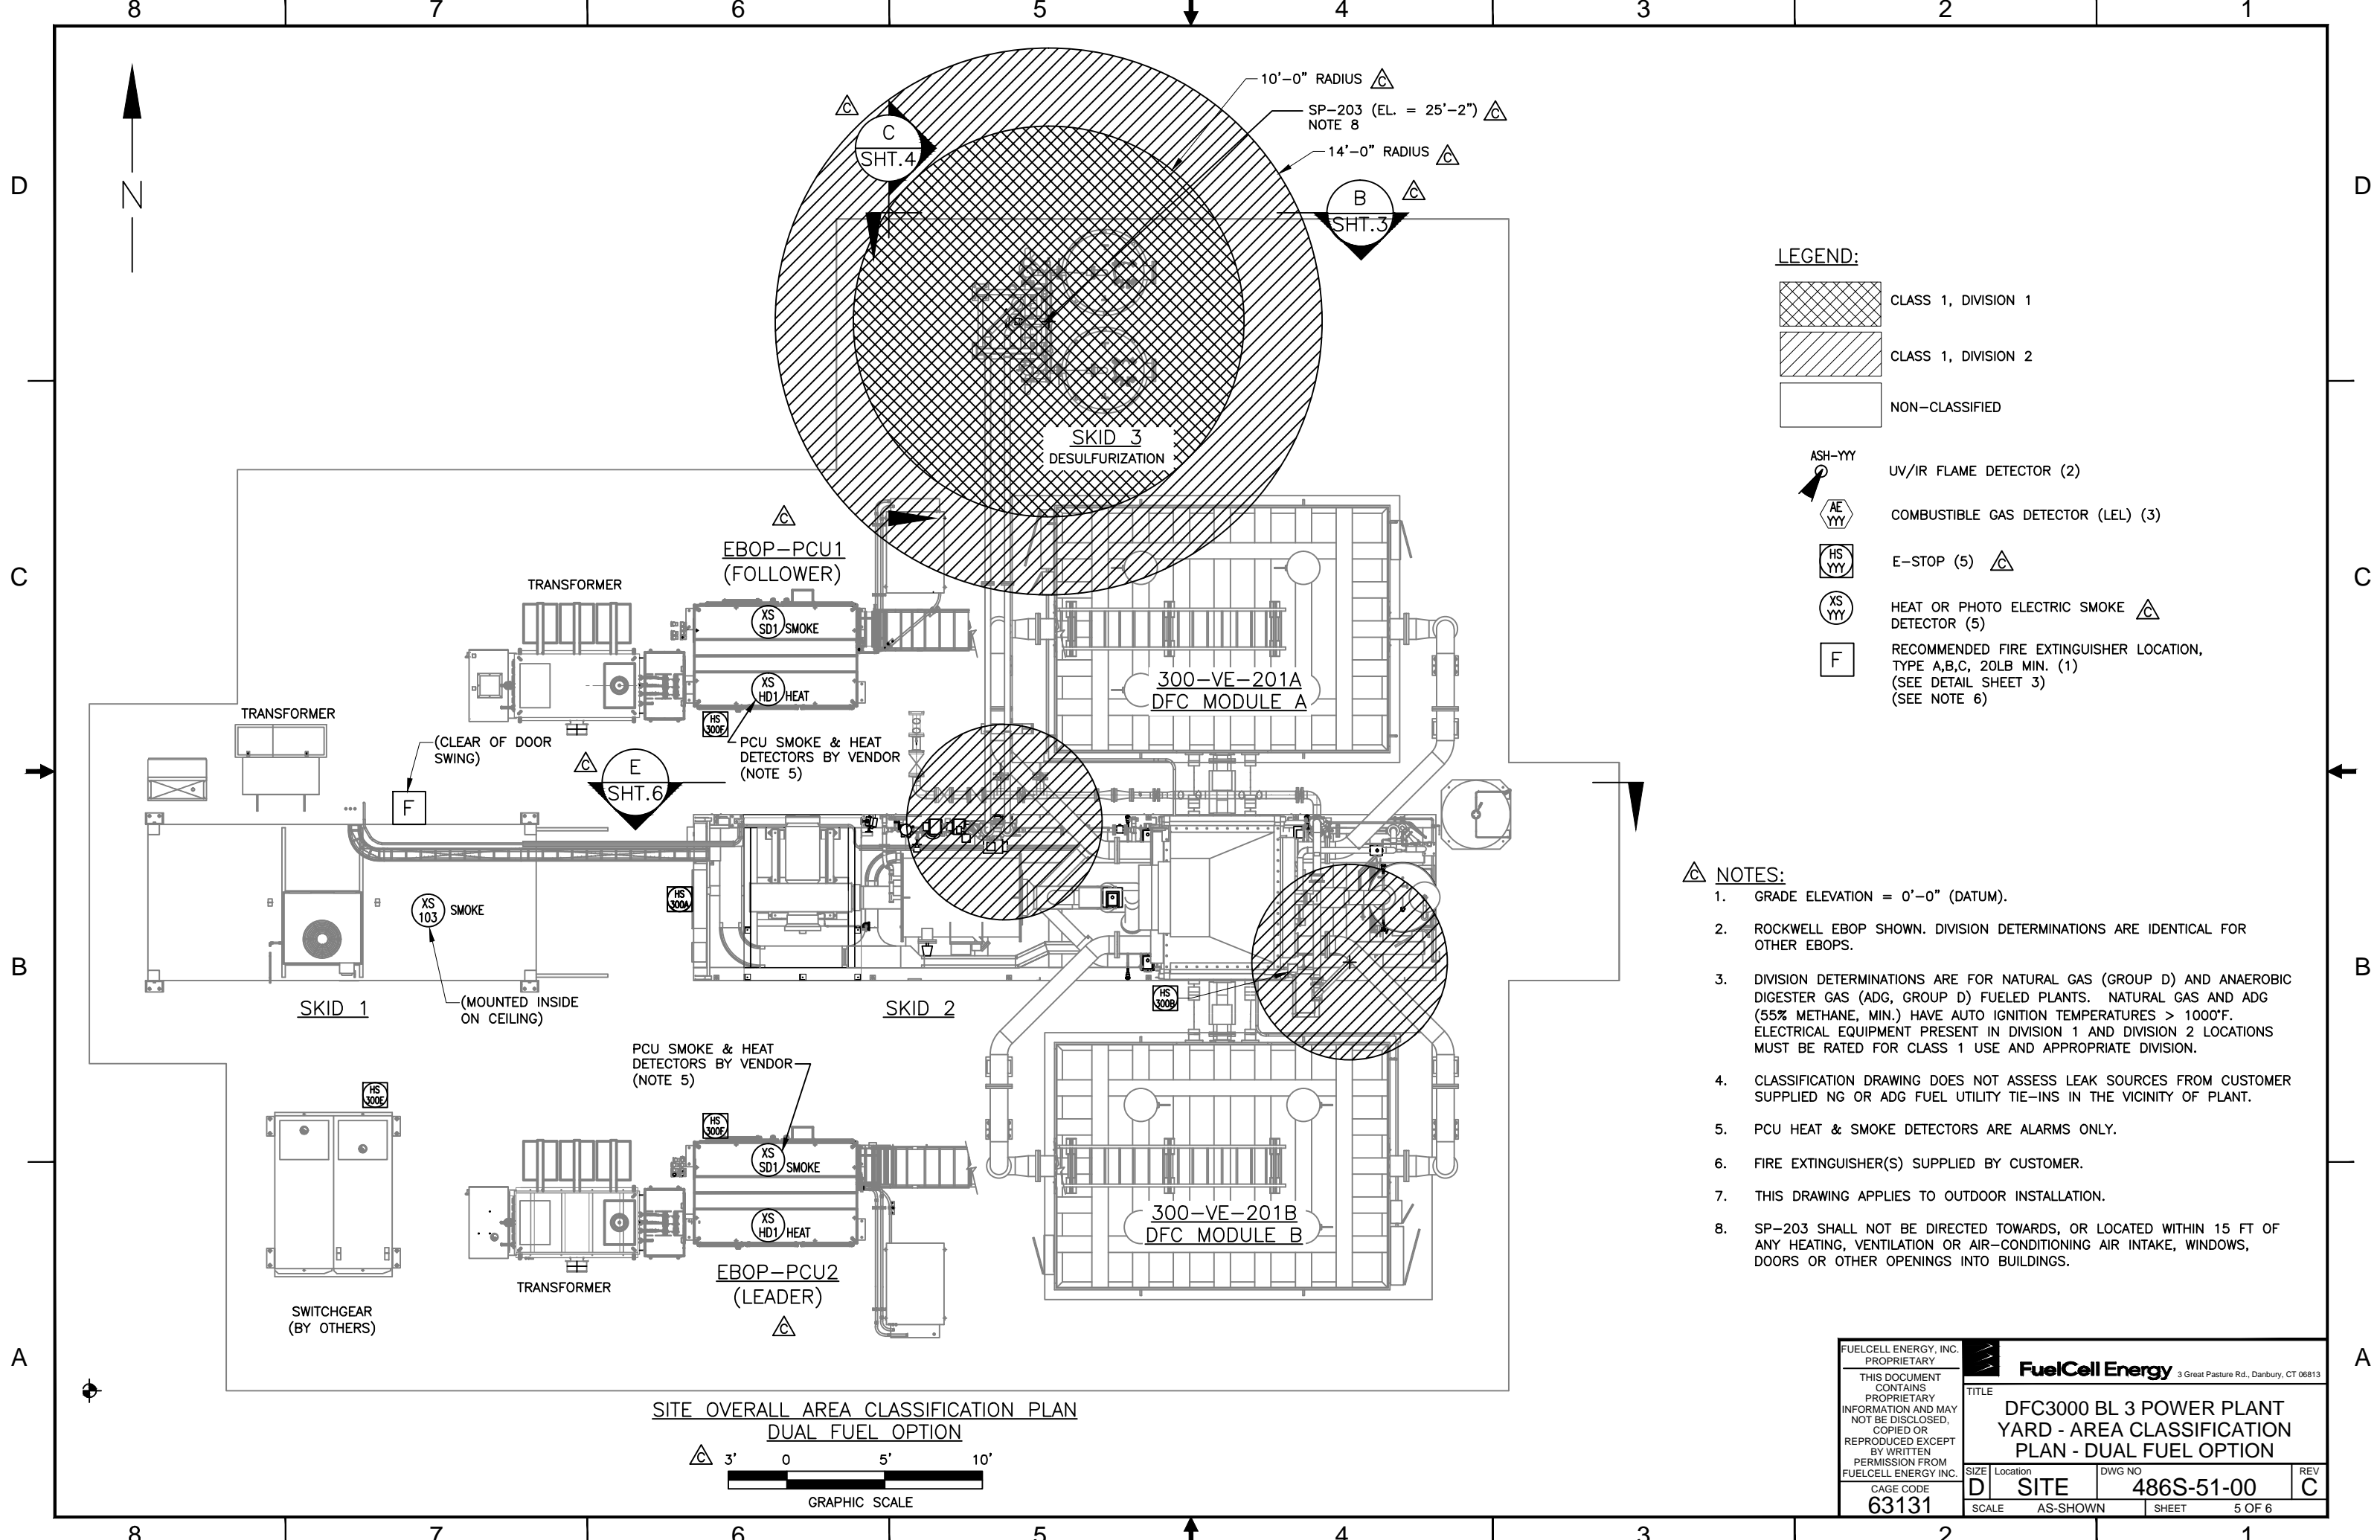 8 7 6 5 4 3 2 1
D
C
B
A
D
C
B
A
N
10'-0" RADIUS C
SP-203 (EL. = 25'-2") C
NOTE 8
14'-0" RADIUS C
C
C
SHT.4
B
SHT.3
C
SKID 3
DESULFURIZATION
C
EBOP-PCU1
(FOLLOWER)
TRANSFORMER
XS
SD1 SMOKE
XS
HD1 HEAT
HS
300F
PCU SMOKE & HEAT
DETECTORS BY VENDOR
(NOTE 5)
300-VE-201A
DFC MODULE A
TRANSFORMER
(CLEAR OF DOOR
SWING)
F
C
E
SHT.6
XS
103 SMOKE
HS
300A
(MOUNTED INSIDE
ON CEILING)
SKID 1
SKID 2
HS
300B
PCU SMOKE & HEAT
DETECTORS BY VENDOR
(NOTE 5)
HS
300E
HS
300F
XS
SD1 SMOKE
XS
HD1 HEAT
300-VE-201B
DFC MODULE B
EBOP-PCU2
(LEADER)
C
TRANSFORMER
SWITCHGEAR
(BY OTHERS)
SITE OVERALL AREA CLASSIFICATION PLAN
DUAL FUEL OPTION
C 3' 0 5' 10'
GRAPHIC SCALE
LEGEND:
CLASS 1, DIVISION 1
CLASS 1, DIVISION 2
NON-CLASSIFIED
ASH-YYY
UV/IR FLAME DETECTOR (2)
AE
YYY
COMBUSTIBLE GAS DETECTOR (LEL) (3)
HS
YYY
E-STOP (5) C
XS
YYY
HEAT OR PHOTO ELECTRIC SMOKE C
DETECTOR (5)
F
RECOMMENDED FIRE EXTINGUISHER LOCATION,
TYPE A,B,C, 20LB MIN. (1)
(SEE DETAIL SHEET 3)
(SEE NOTE 6)
C NOTES:
1. GRADE ELEVATION = 0'-0" (DATUM).
2. ROCKWELL EBOP SHOWN. DIVISION DETERMINATIONS ARE IDENTICAL FOR
OTHER EBOPS.
3. DIVISION DETERMINATIONS ARE FOR NATURAL GAS (GROUP D) AND ANAEROBIC
DIGESTER GAS (ADG, GROUP D) FUELED PLANTS. NATURAL GAS AND ADG
(55% METHANE, MIN.) HAVE AUTO IGNITION TEMPERATURES > 1000°F.
ELECTRICAL EQUIPMENT PRESENT IN DIVISION 1 AND DIVISION 2 LOCATIONS
MUST BE RATED FOR CLASS 1 USE AND APPROPRIATE DIVISION.
4. CLASSIFICATION DRAWING DOES NOT ASSESS LEAK SOURCES FROM CUSTOMER
SUPPLIED NG OR ADG FUEL UTILITY TIE-INS IN THE VICINITY OF PLANT.
5. PCU HEAT & SMOKE DETECTORS ARE ALARMS ONLY.
6. FIRE EXTINGUISHER(S) SUPPLIED BY CUSTOMER.
7. THIS DRAWING APPLIES TO OUTDOOR INSTALLATION.
8. SP-203 SHALL NOT BE DIRECTED TOWARDS, OR LOCATED WITHIN 15 FT OF
ANY HEATING, VENTILATION OR AIR-CONDITIONING AIR INTAKE, WINDOWS,
DOORS OR OTHER OPENINGS INTO BUILDINGS.
FUELCELL ENERGY, INC.
PROPRIETARY
THIS DOCUMENT
CONTAINS
PROPRIETARY
INFORMATION AND MAY
NOT BE DISCLOSED,
COPIED OR
REPRODUCED EXCEPT
BY WRITTEN
PERMISSION FROM
FUELCELL ENERGY INC.
CAGE CODE
63131
FuelCell Energy 3 Great Pasture Rd., Danbury, CT 06813
TITLE
DFC3000 BL 3 POWER PLANT
YARD - AREA CLASSIFICATION
PLAN - DUAL FUEL OPTION
SIZE Location DWG NO REV
D SITE 486S-51-00 C
SCALE AS-SHOWN SHEET 5 OF 6
8 7 6 5 4 3 2 1